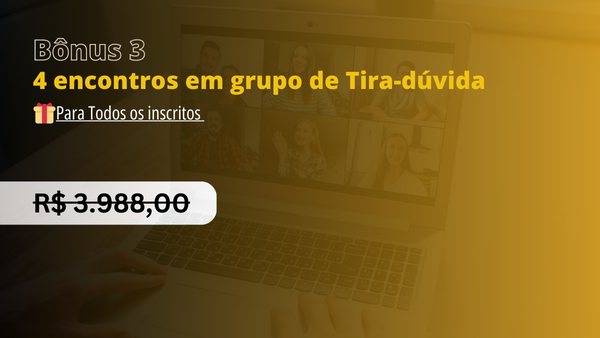 Bônus 3
4 encontros em grupo de Tira-dúvida
Para Todos os inscritos
R$ 3.988,00